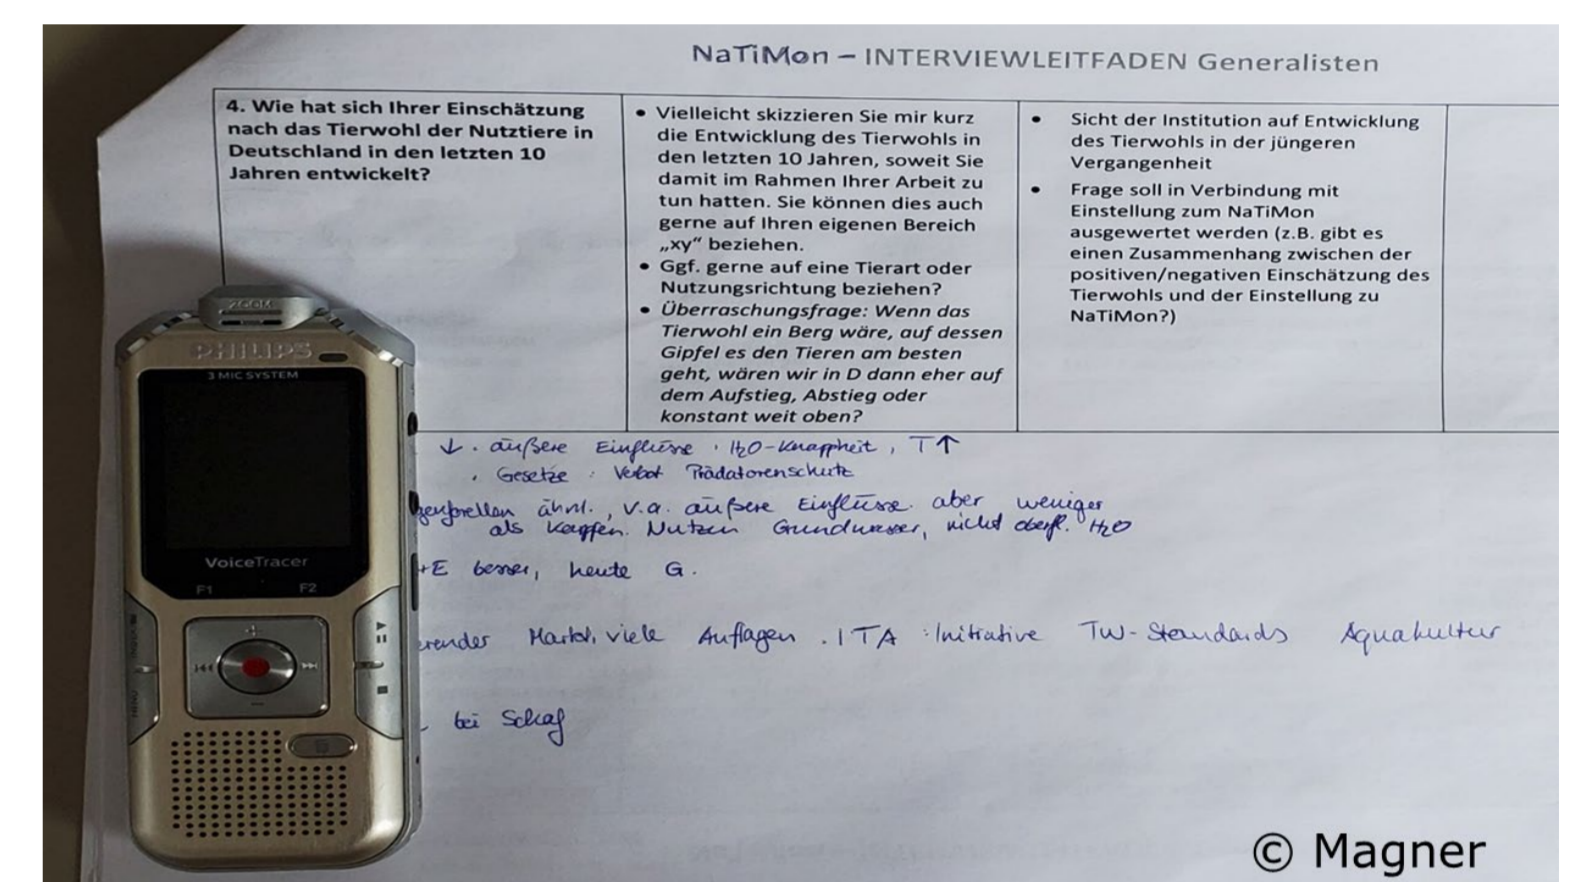 NaTiMon – INTERVIEWLEITFADEN Generalisten
4. Wie hat sich Ihrer Einschätzung
nach das Tierwohl der Nutztiere in
Deutschland in den letzten 10
Jahren entwickelt?
• Vielleicht skizzieren Sie mir kurz
die Entwicklung des Tierwohls in
den letzten 10 Jahren, soweit Sie
damit im Rahmen Ihrer Arbeit zu
tun hatten. Sie können dies auch
gerne auf Ihren eigenen Bereich
„xy“ beziehen.
• Ggf. gerne auf eine Tierart oder
Nutzungsrichtung beziehen?
• Überraschungsfrage: Wenn das
Tierwohl ein Berg wäre, auf dessen
Gipfel es den Tieren am besten
geht, wären wir in D dann eher auf
dem Aufstieg, Abstieg oder
konstant weit oben?
• Sicht der Institution auf Entwicklung
des Tierwohls in der jüngeren
Vergangenheit
• Frage soll in Verbindung mit
Einstellung zum NaTiMon
ausgewertet werden (z.B. gibt es
einen Zusammenhang zwischen der
positiven/negativen Einschätzung des
Tierwohls und der Einstellung zu
NaTiMon?)
↓ · äußere Einflüsse · H2O-Knappheit, T↑
· Gesetze : Verbot Prädatorenschutz
ähnl., v.a. äußere Einflüsse aber weniger
als Karpfen. Nutzen Grundwasser, nicht oberfl. H2O
+E besser, heute G.
Markt, viele Auflagen. ITA : Initiative TW-Standards Aquakultur
bei Schaf
ZOOM
PHILIPS
3 MIC SYSTEM
VoiceTracer
F1 F2
MENU
© Magner